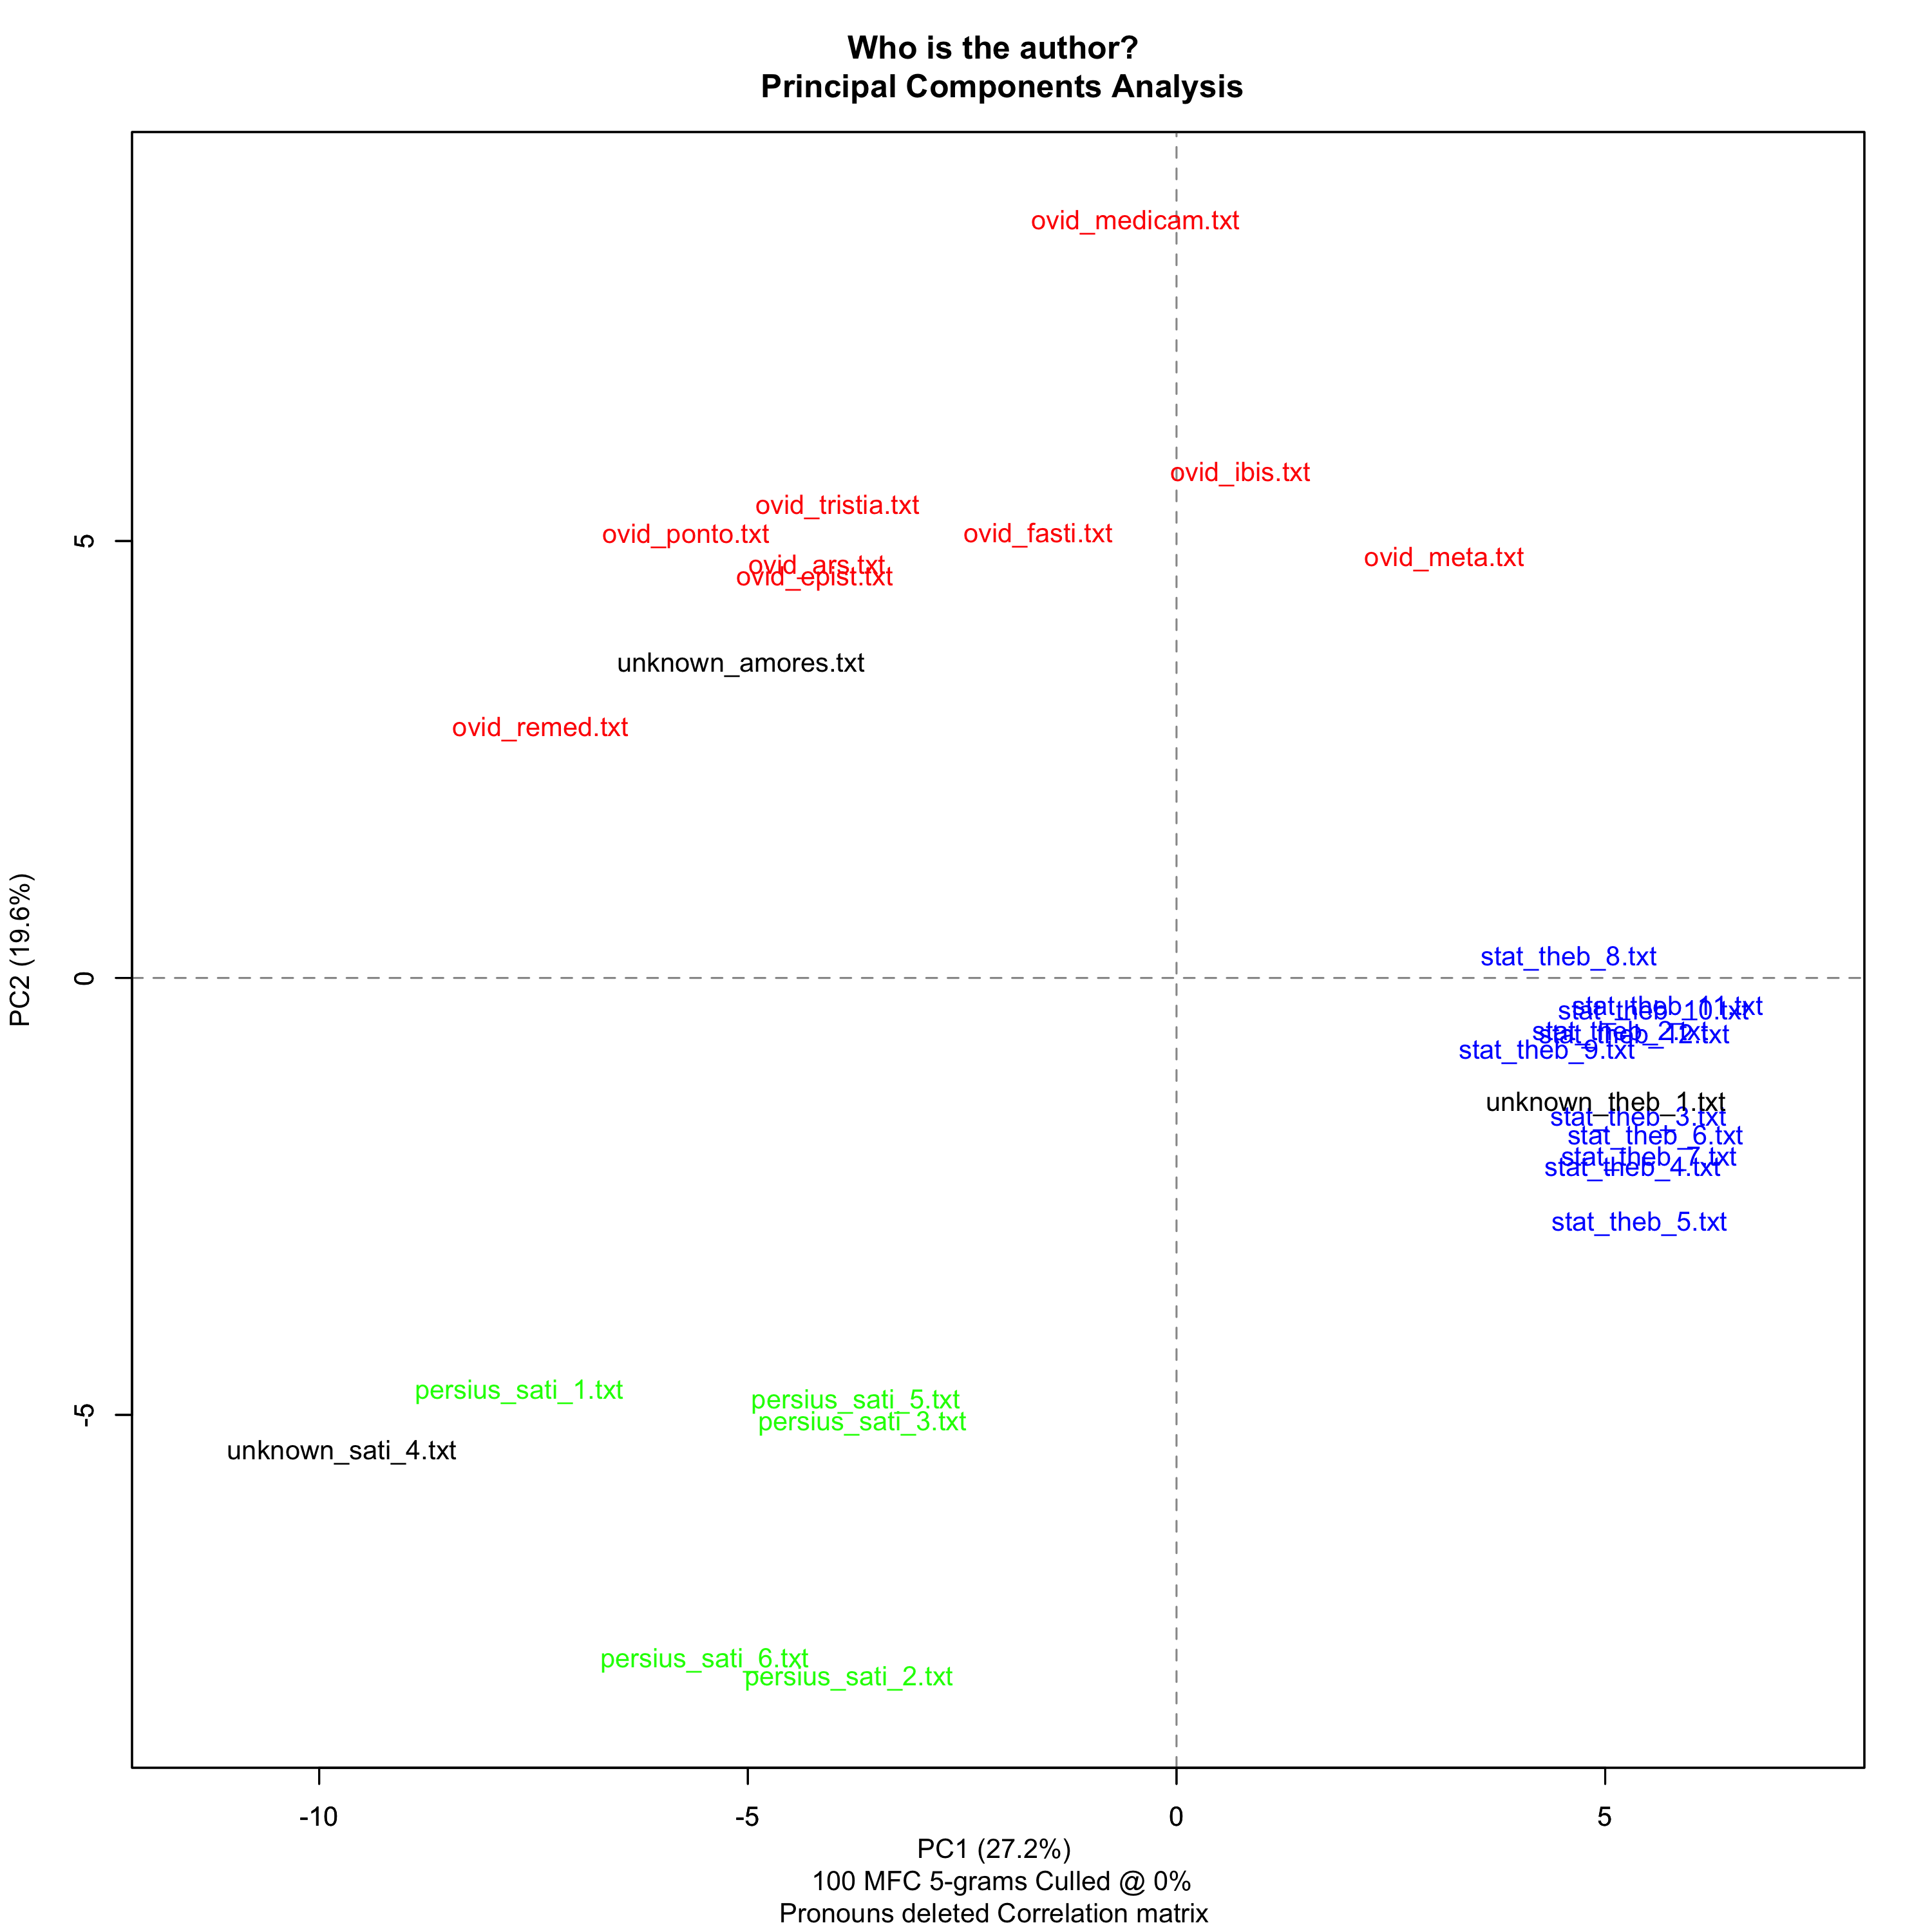 Who is the author?
Principal Components Analysis
ovid_medicam.txt
ovid_ibis.txt
ovid_tristia.txt
ovid_ponto.txt
ovid_fasti.txt
ovid_meta.txt
ovid_ars.txt
ovid_epist.txt
unknown_amores.txt
ovid_remed.txt
stat_theb_8.txt
stat_theb_11.txt
stat_theb_10.txt
stat_theb_2.txt
stat_theb_12.txt
stat_theb_9.txt
unknown_theb_1.txt
stat_theb_3.txt
stat_theb_6.txt
stat_theb_7.txt
stat_theb_4.txt
stat_theb_5.txt
persius_sati_1.txt
persius_sati_5.txt
persius_sati_3.txt
unknown_sati_4.txt
persius_sati_6.txt
persius_sati_2.txt
5
0
-5
PC2 (19.6%)
-10 -5 0 5
PC1 (27.2%)
100 MFC 5-grams Culled @ 0%
Pronouns deleted Correlation matrix